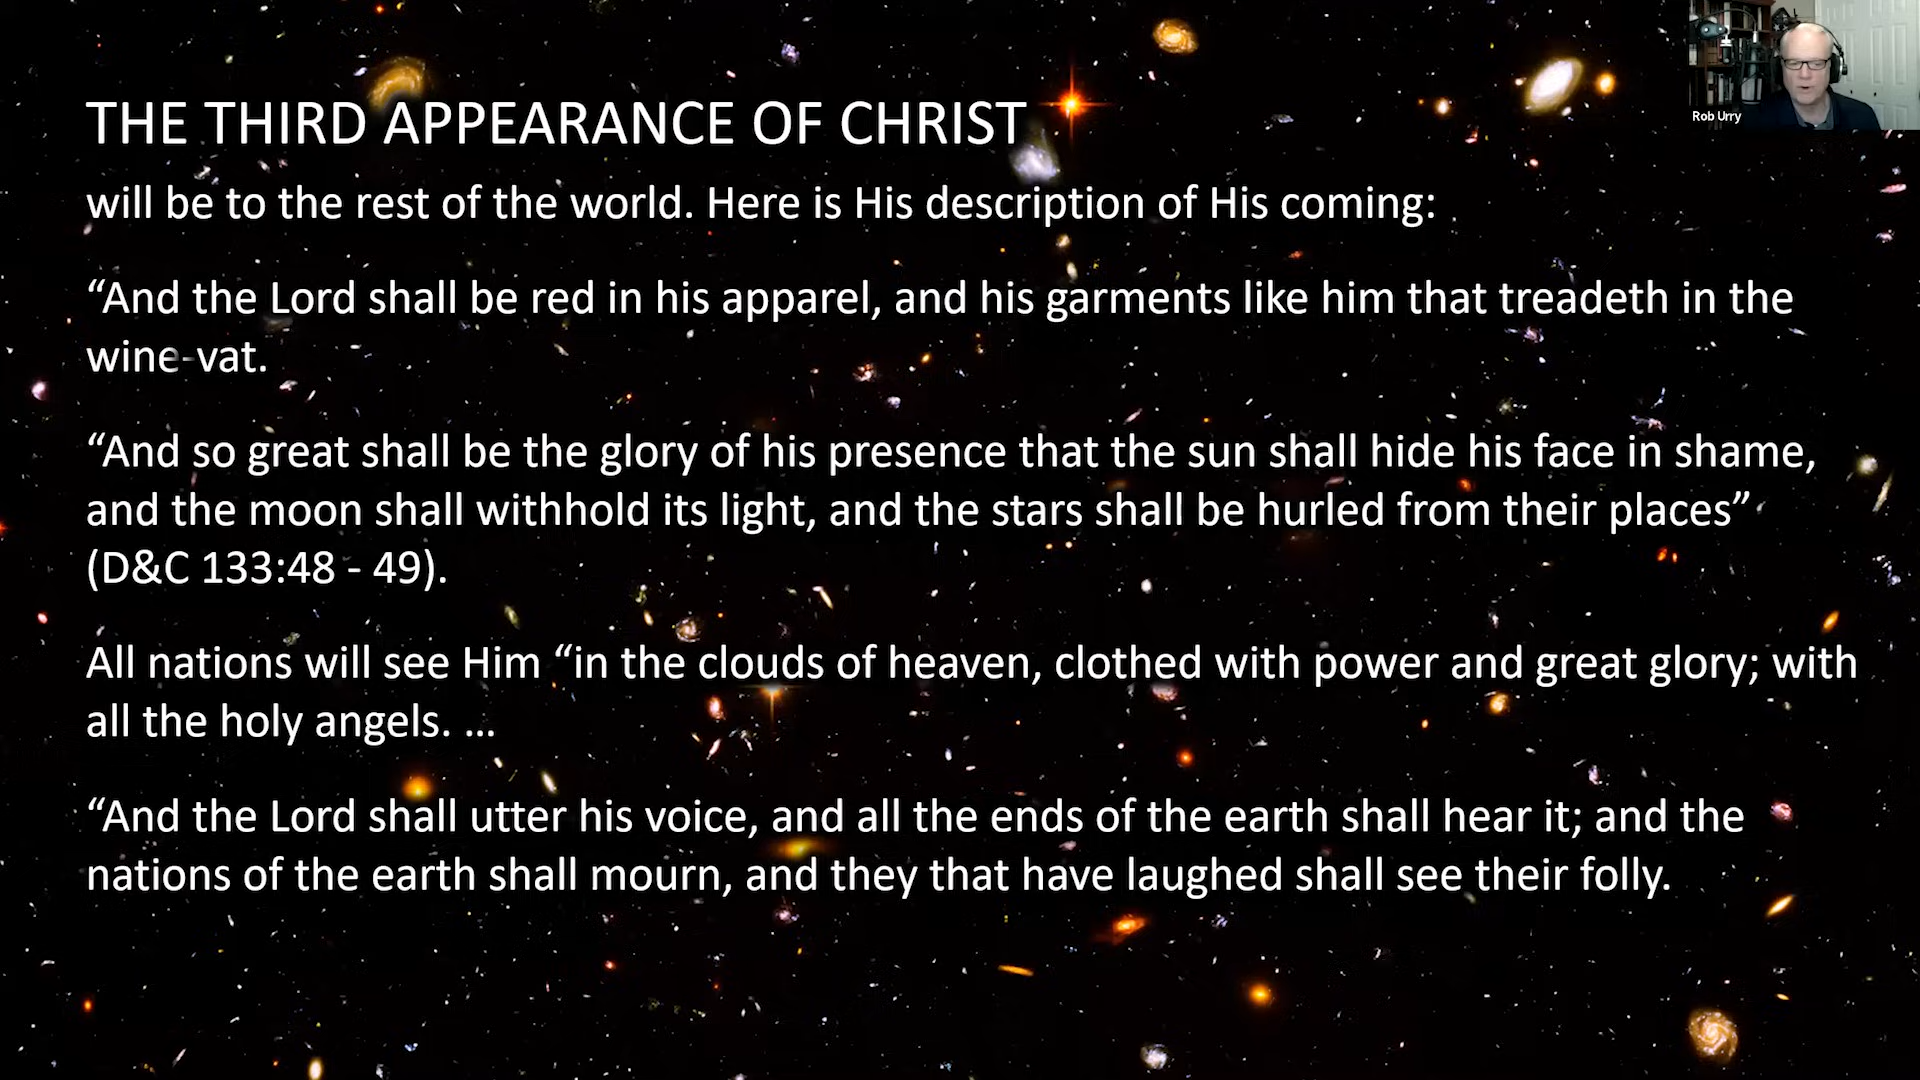 THE THIRD APPEARANCE OF CHRIST
will be to the rest of the world. Here is His description of His coming:
“And the Lord shall be red in his apparel, and his garments like him that treadeth in the
wine-vat.
“And so great shall be the glory of his presence that the sun shall hide his face in shame,
and the moon shall withhold its light, and the stars shall be hurled from their places”
(D&C 133:48 - 49).
All nations will see Him “in the clouds of heaven, clothed with power and great glory; with
all the holy angels. …
“And the Lord shall utter his voice, and all the ends of the earth shall hear it; and the
nations of the earth shall mourn, and they that have laughed shall see their folly.
Rob Urry